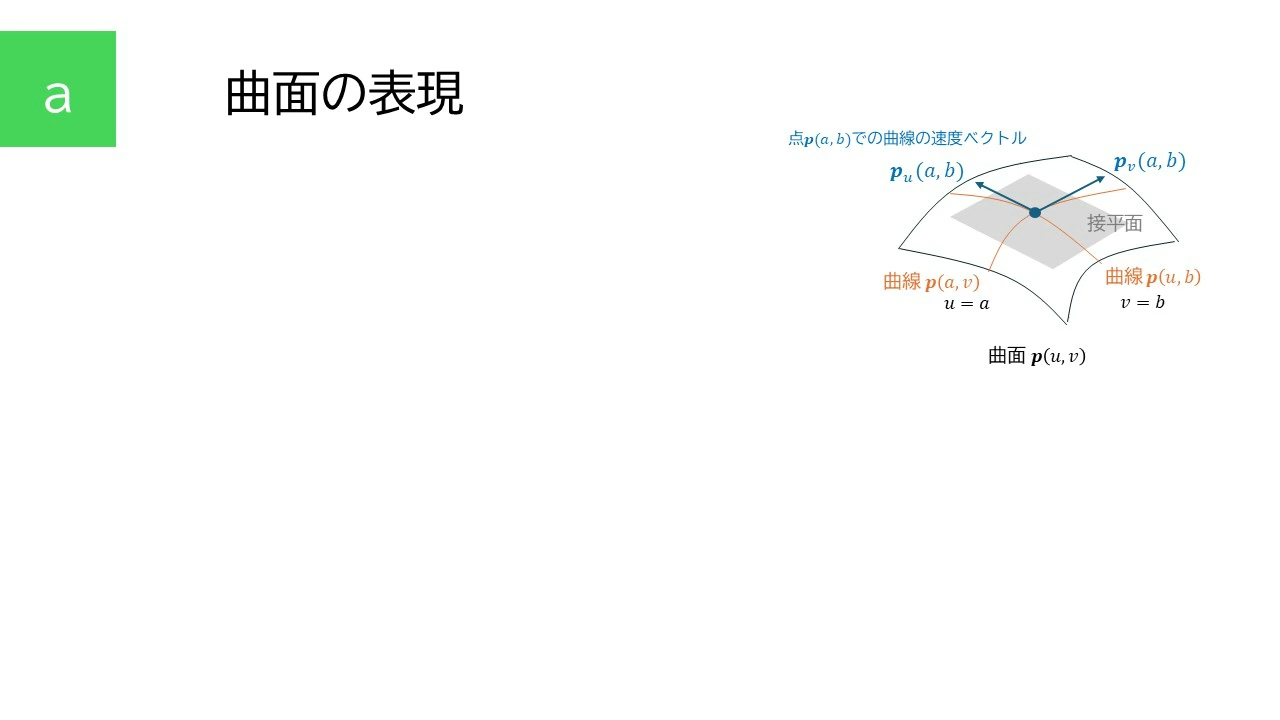 a
曲面の表現
点p(a, b)での曲線の速度ベクトル
p_u(a, b)
p_v(a, b)
接平面
曲線 p(a, v)
u = a
曲線 p(u, b)
v = b
曲面 p(u, v)